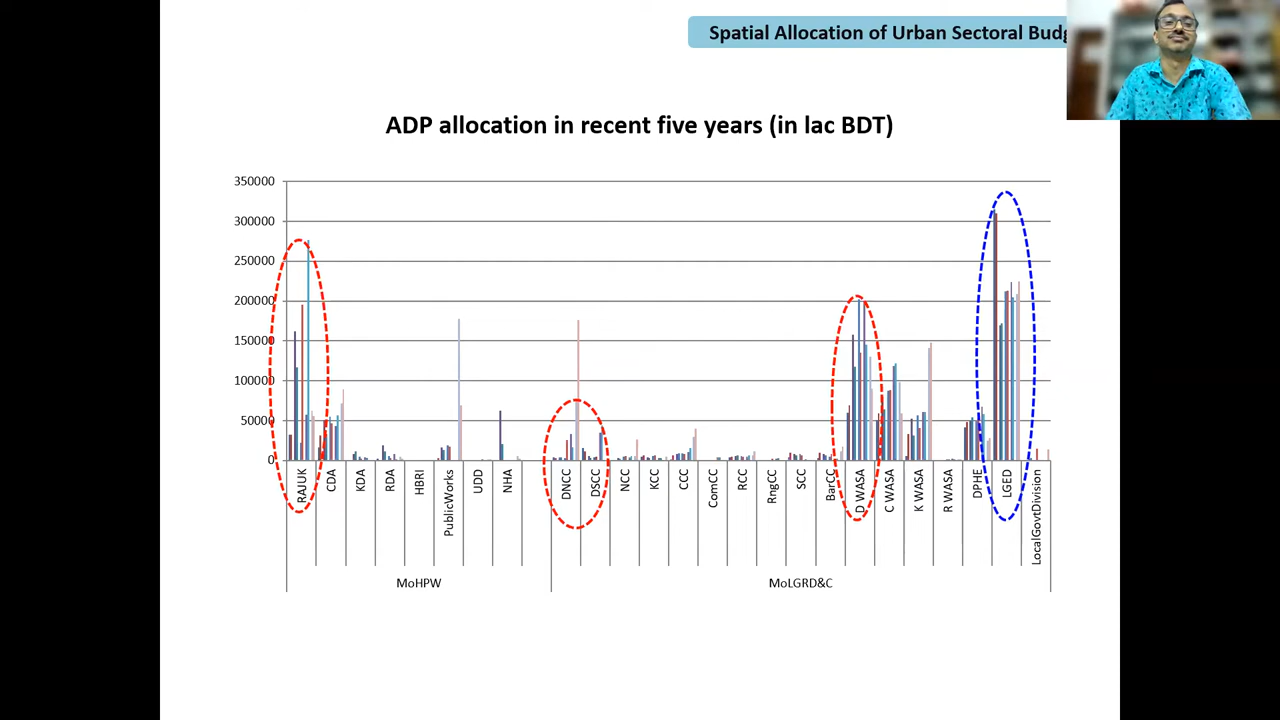 Spatial Allocation of Urban Sectoral
ADP allocation in recent five years (in lac BDT)
350000
300000
250000
200000
150000
100000
50000
0
RAJUK
CDA
KDA
RDA
HBRI
PublicWorks
UDD
NHA
DNCC
DSCC
NCC
KCC
CCC
ComCC
RCC
RngCC
SCC
BarCC
D WASA
C WASA
K WASA
R WASA
DPHE
LGED
LocalGovtDivision
MoHPW
MoLGRD&C